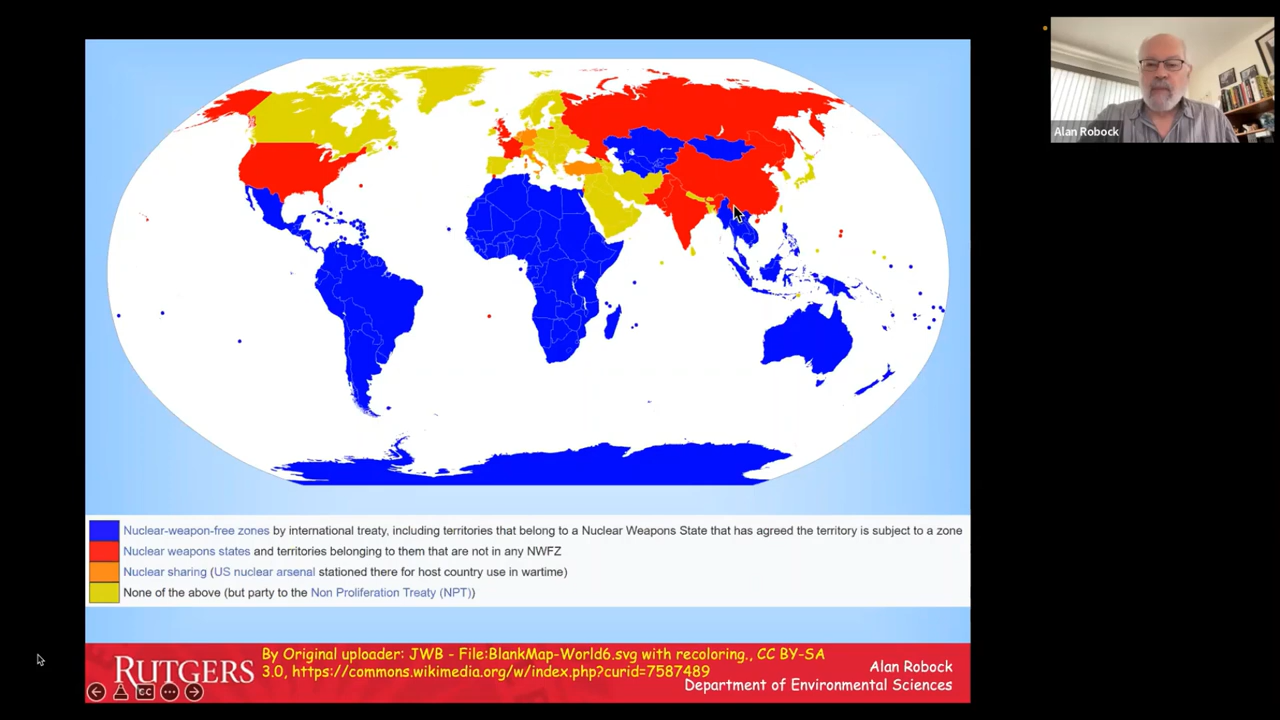 Alan Robock
Nuclear-weapon-free zones by international treaty, including territories that belong to a Nuclear Weapons State that has agreed the territory is subject to a zone
Nuclear weapons states and territories belonging to them that are not in any NWFZ
Nuclear sharing (US nuclear arsenal stationed there for host country use in wartime)
None of the above (but party to the Non Proliferation Treaty (NPT))
RUTGERS
By Original uploader: JWB - File:BlankMap-World6.svg with recoloring., CC BY-SA
3.0, https://commons.wikimedia.org/w/index.php?curid=7587489
Alan Robock
Department of Environmental Sciences
CC